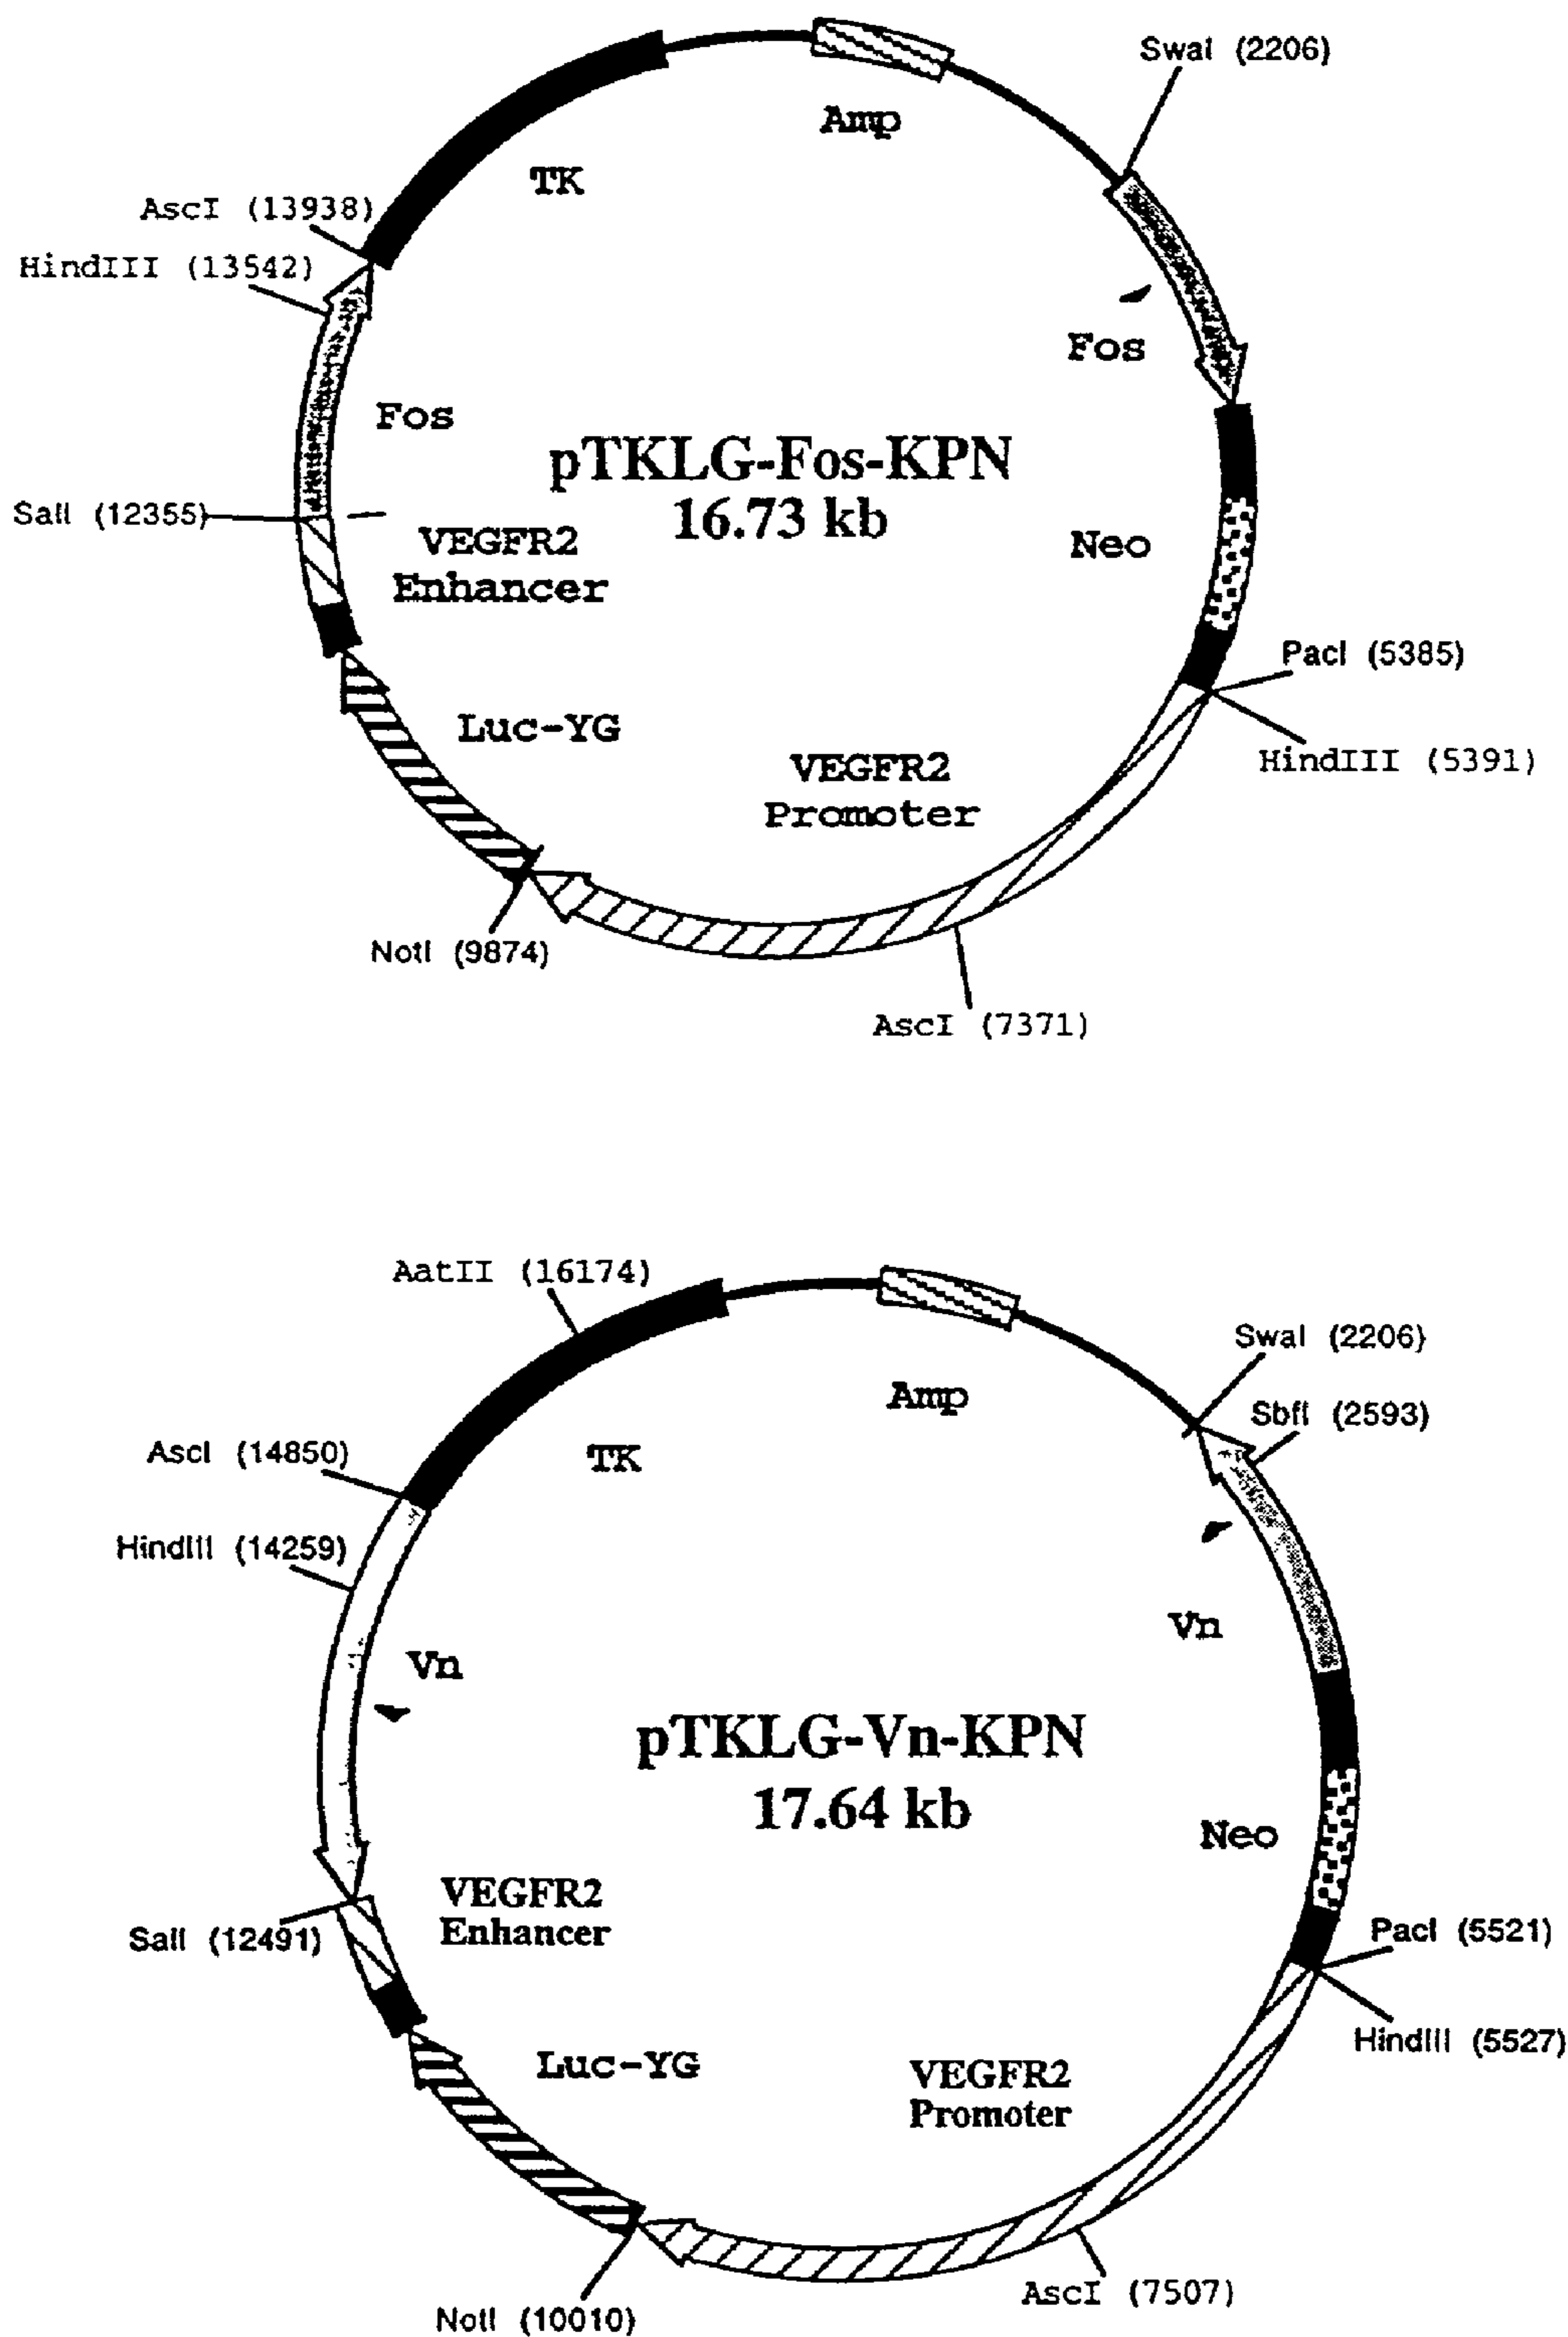 SwaI (2206)
Amp
TK
AscI (13938)
HindIII (13542)
Fos
Fos
pTKLG-Fos-KPN
16.73 kb
SalI (12355)
VEGFR2
Enhancer
Neo
PacI (5385)
Luc-YG
VEGFR2
Promoter
HindIII (5391)
NotI (9874)
AscI (7371)
AatII (16174)
SwaI (2206)
Amp
SbfI (2593)
AscI (14850)
TK
HindIII (14259)
Vn
Vn
pTKLG-Vn-KPN
17.64 kb
Neo
VEGFR2
Enhancer
SalI (12491)
PacI (5521)
HindIII (5527)
Luc-YG
VEGFR2
Promoter
AscI (7507)
NotI (10010)